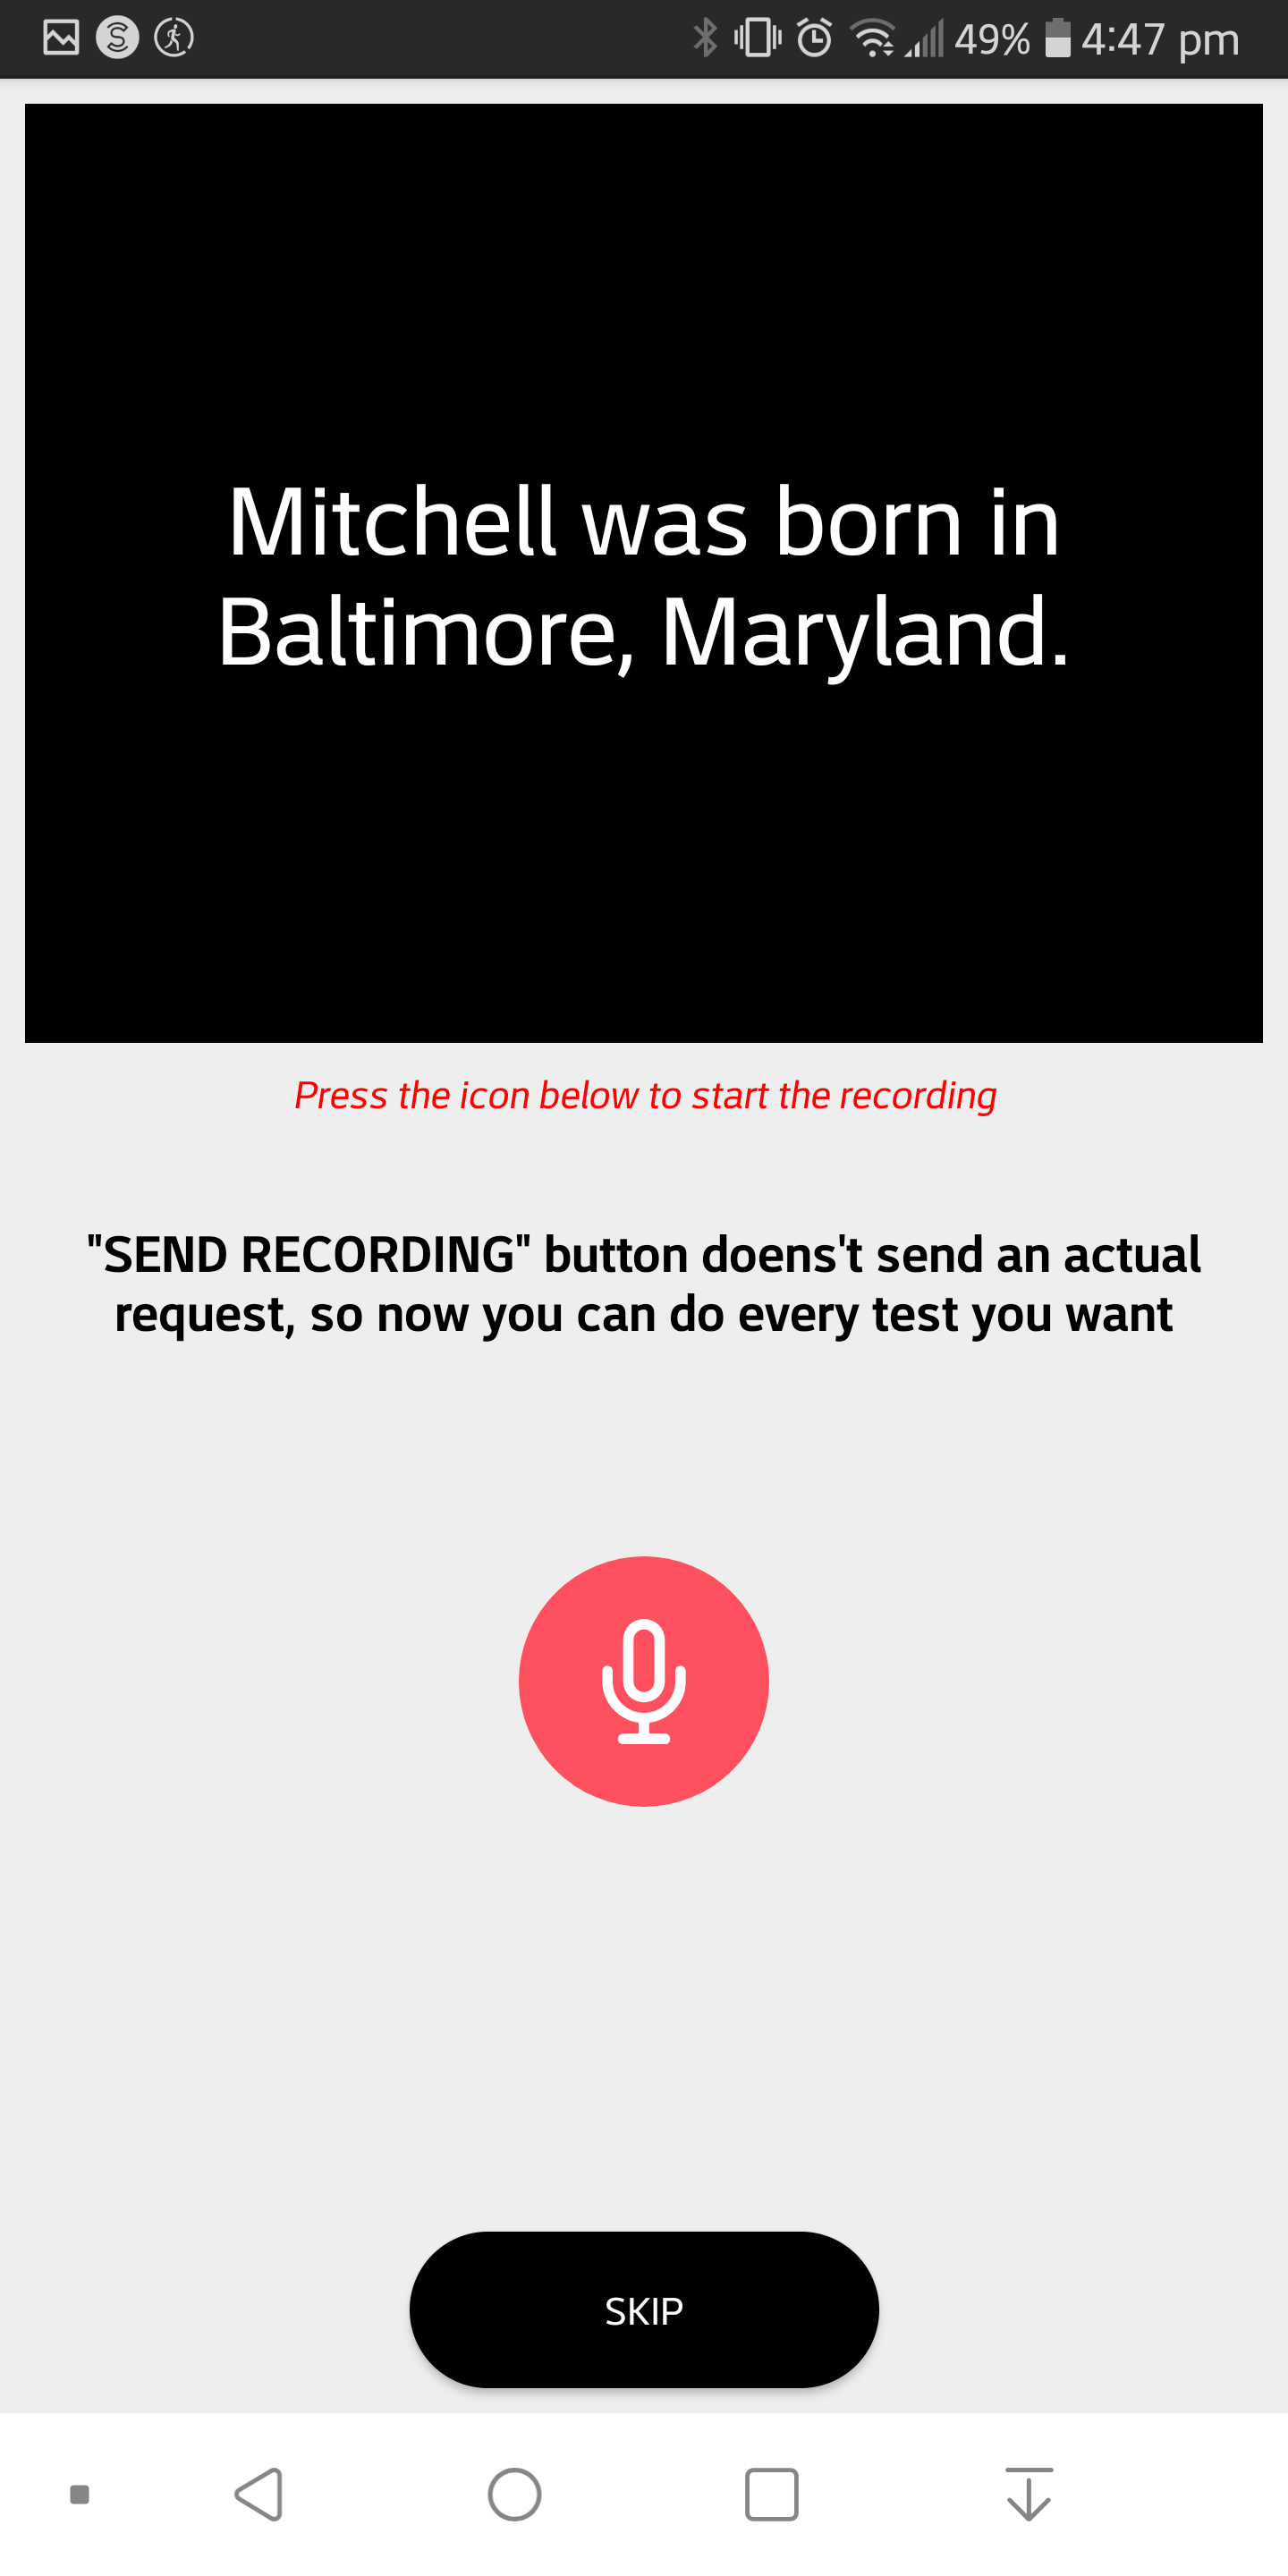 49% 4:47 pm
Mitchell was born in
Baltimore, Maryland.
Press the icon below to start the recording
"SEND RECORDING" button doens't send an actual
request, so now you can do every test you want
SKIP